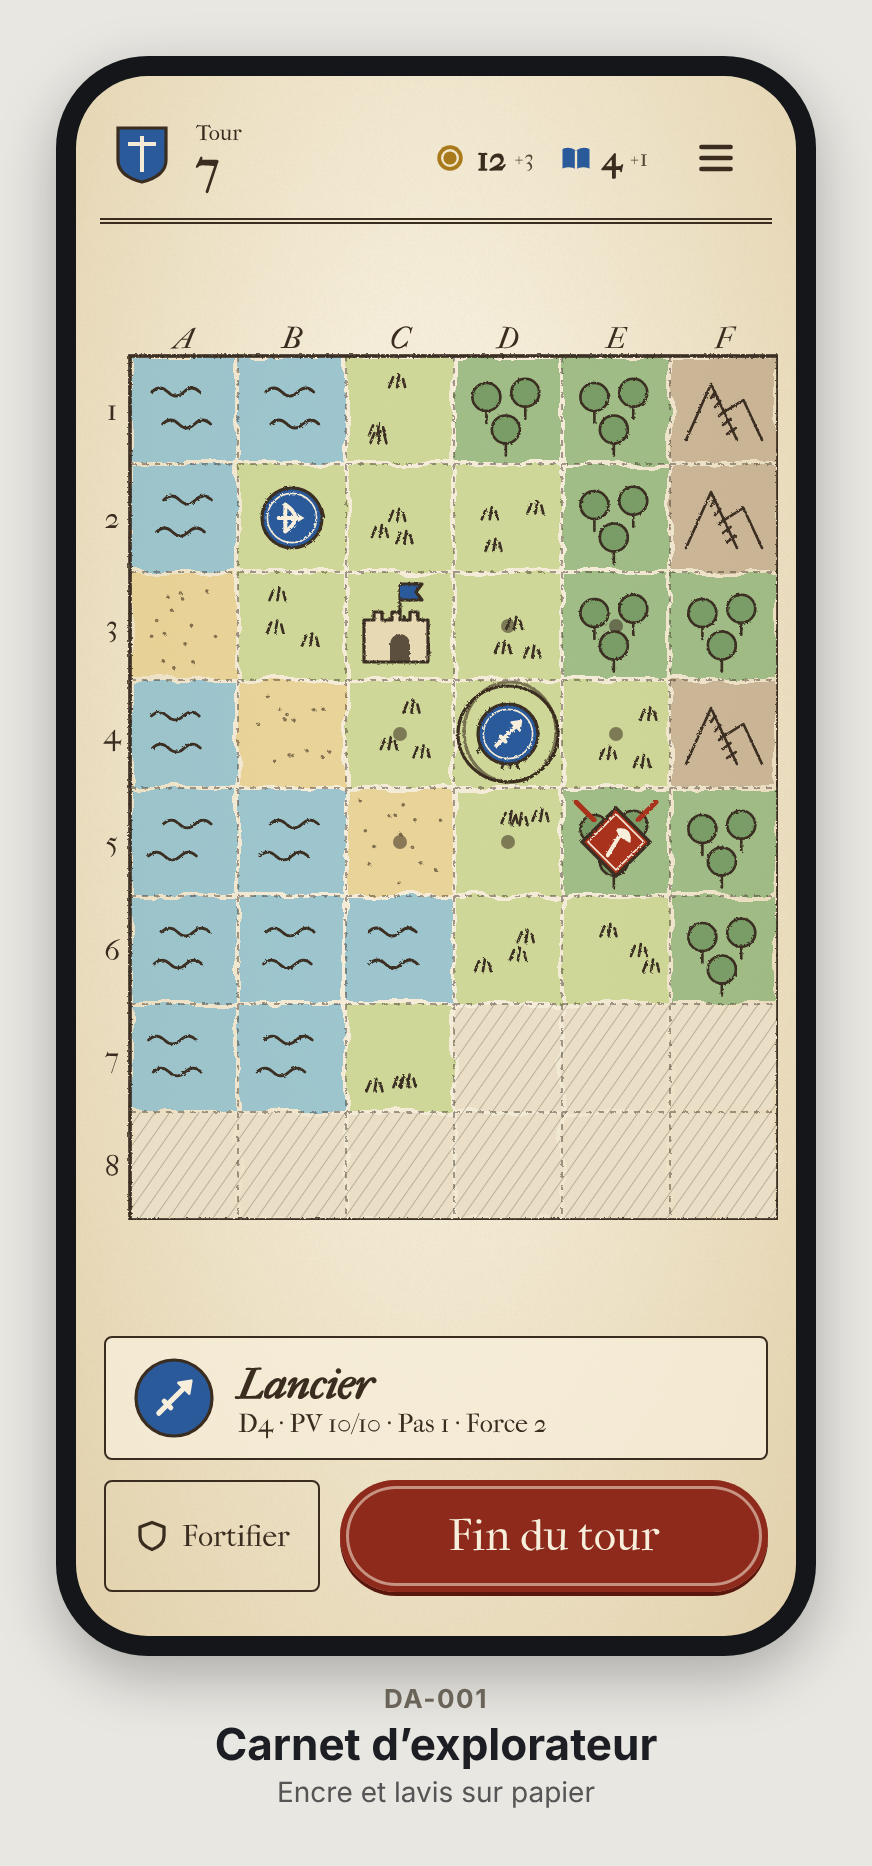 Tour
7
12 +3
4 +1
A B C D E F
1
2
3
4
5
6
7
8
Lancier
D4 · PV 10/10 · Pas 1 · Force 2
Fortifier
Fin du tour
DA-001
Carnet d’explorateur
Encre et lavis sur papier